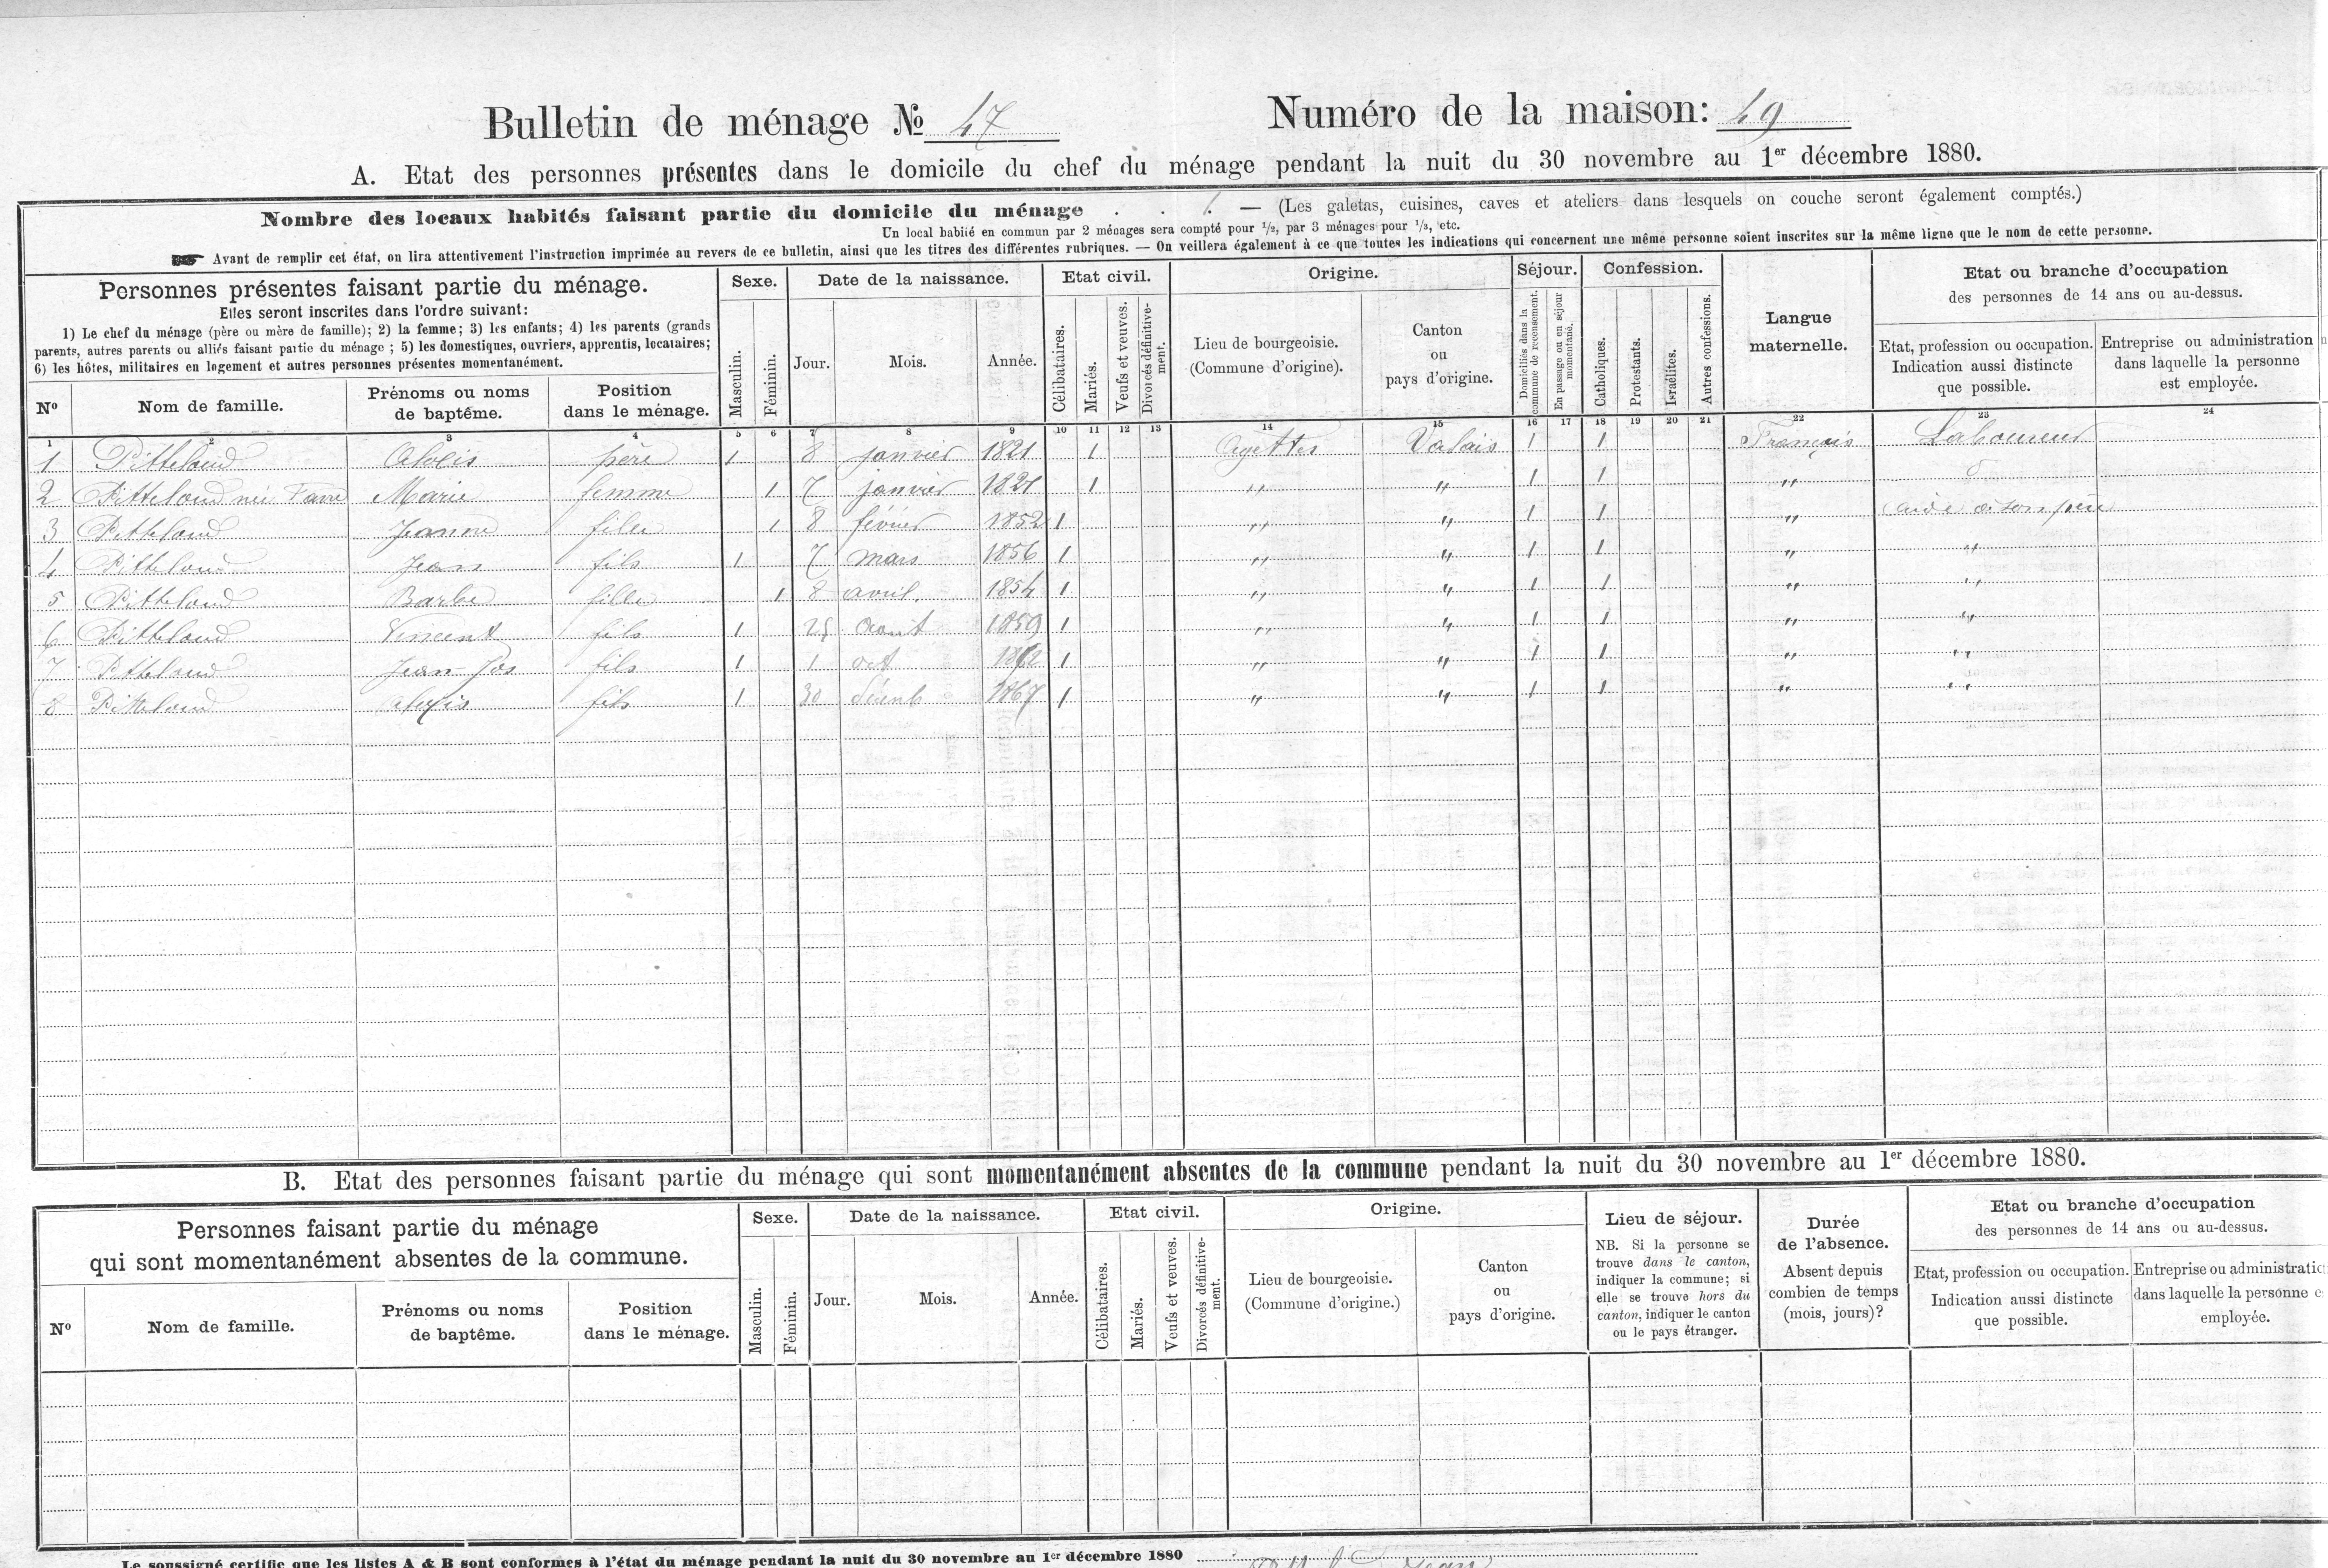 Bulletin de ménage № 47 Numéro de la maison: 49
A. Etat des personnes présentes dans le domicile du chef du ménage pendant la nuit du 30 novembre au 1er décembre 1880.
Nombre des locaux habités faisant partie du domicile du ménage . . . — (Les galetas, cuisines, caves et ateliers dans lesquels on couche seront également comptés.)
Un local habité en commun par 2 ménages sera compté pour 1/2, par 3 ménages pour 1/3, etc.
Avant de remplir cet état, on lira attentivement l'instruction imprimée au revers de ce bulletin, ainsi que les titres des différentes rubriques. — On veillera également à ce que toutes les indications qui concernent une même personne soient inscrites sur la même ligne que le nom de cette personne.
Personnes présentes faisant partie du ménage.
Elles seront inscrites dans l'ordre suivant:
1) Le chef du ménage (père ou mère de famille); 2) la femme; 3) les enfants; 4) les parents (grands
parents, autres parents ou alliés faisant partie du ménage ; 5) les domestiques, ouvriers, apprentis, locataires;
6) les hôtes, militaires en logement et autres personnes présentes momentanément.
No
Nom de famille.
Prénoms ou noms
de baptême.
Position
dans le ménage.
Sexe.
Masculin.
Féminin.
Date de la naissance.
Jour.
Mois.
Année.
Etat civil.
Célibataires.
Mariés.
Veufs et veuves.
Divorcés définitive-
ment.
Origine.
Lieu de bourgeoisie.
(Commune d'origine).
Canton
ou
pays d'origine.
Séjour.
Domiciliés dans la
commune de recensement.
En passage ou en séjour
momentané.
Confession.
Catholiques.
Protestants.
Israélites.
Autres confessions.
Langue
maternelle.
Etat ou branche d'occupation
des personnes de 14 ans ou au-dessus.
Etat, profession ou occupation.
Indication aussi distincte
que possible.
Entreprise ou administration
dans laquelle la personne
est employée.
1 2 3 4 5 6 7 8 9 10 11 12 13 14 15 16 17 18 19 20 21 22 23 24
1 Pitteloud Alexis père 1 8 janvier 1821 1 Agettes Valais 1 1 Français Laboureur
2 Pitteloud née Favre Marie femme 1 7 janvier 1821 1 " " 1 1 "
3 Pitteloud Jeanne fille 1 8 février 1852 1 " " 1 1 " aide à son père
4 Pitteloud Jean fils 1 7 mars 1856 1 " " 1 1 " "
5 Pitteloud Barbe fille 1 8 avril. 1854 1 " " 1 1 " "
6 Pitteloud Vincent fils 1 25 aout 1859 1 " " 1 1 " "
7 Pitteloud Jean-Jos fils 1 1 oct 1862 1 " " 1 1 " "
8 Pitteloud Alexis fils 1 30 1867 1 " " 1 1 " "
B. Etat des personnes faisant partie du ménage qui sont momentanément absentes de la commune pendant la nuit du 30 novembre au 1er décembre 1880.
Personnes faisant partie du ménage
qui sont momentanément absentes de la commune.
No
Nom de famille.
Prénoms ou noms
de baptême.
Position
dans le ménage.
Sexe.
Masculin.
Féminin.
Date de la naissance.
Jour.
Mois.
Année.
Etat civil.
Célibataires.
Mariés.
Veufs et veuves.
Divorcés définitive-
ment.
Origine.
Lieu de bourgeoisie.
(Commune d'origine.)
Canton
ou
pays d'origine.
Lieu de séjour.
NB. Si la personne se
trouve dans le canton,
indiquer la commune; si
elle se trouve hors du
canton, indiquer le canton
ou le pays étranger.
Durée
de l'absence.
Absent depuis
combien de temps
(mois, jours)?
Etat ou branche d'occupation
des personnes de 14 ans ou au-dessus.
Etat, profession ou occupation.
Indication aussi distincte
que possible.
Entreprise ou administratio
dans laquelle la personne e
employée.
Le soussigné certifie que les listes A & B sont conformes à l'état du ménage pendant la nuit du 30 novembre au 1er décembre 1880